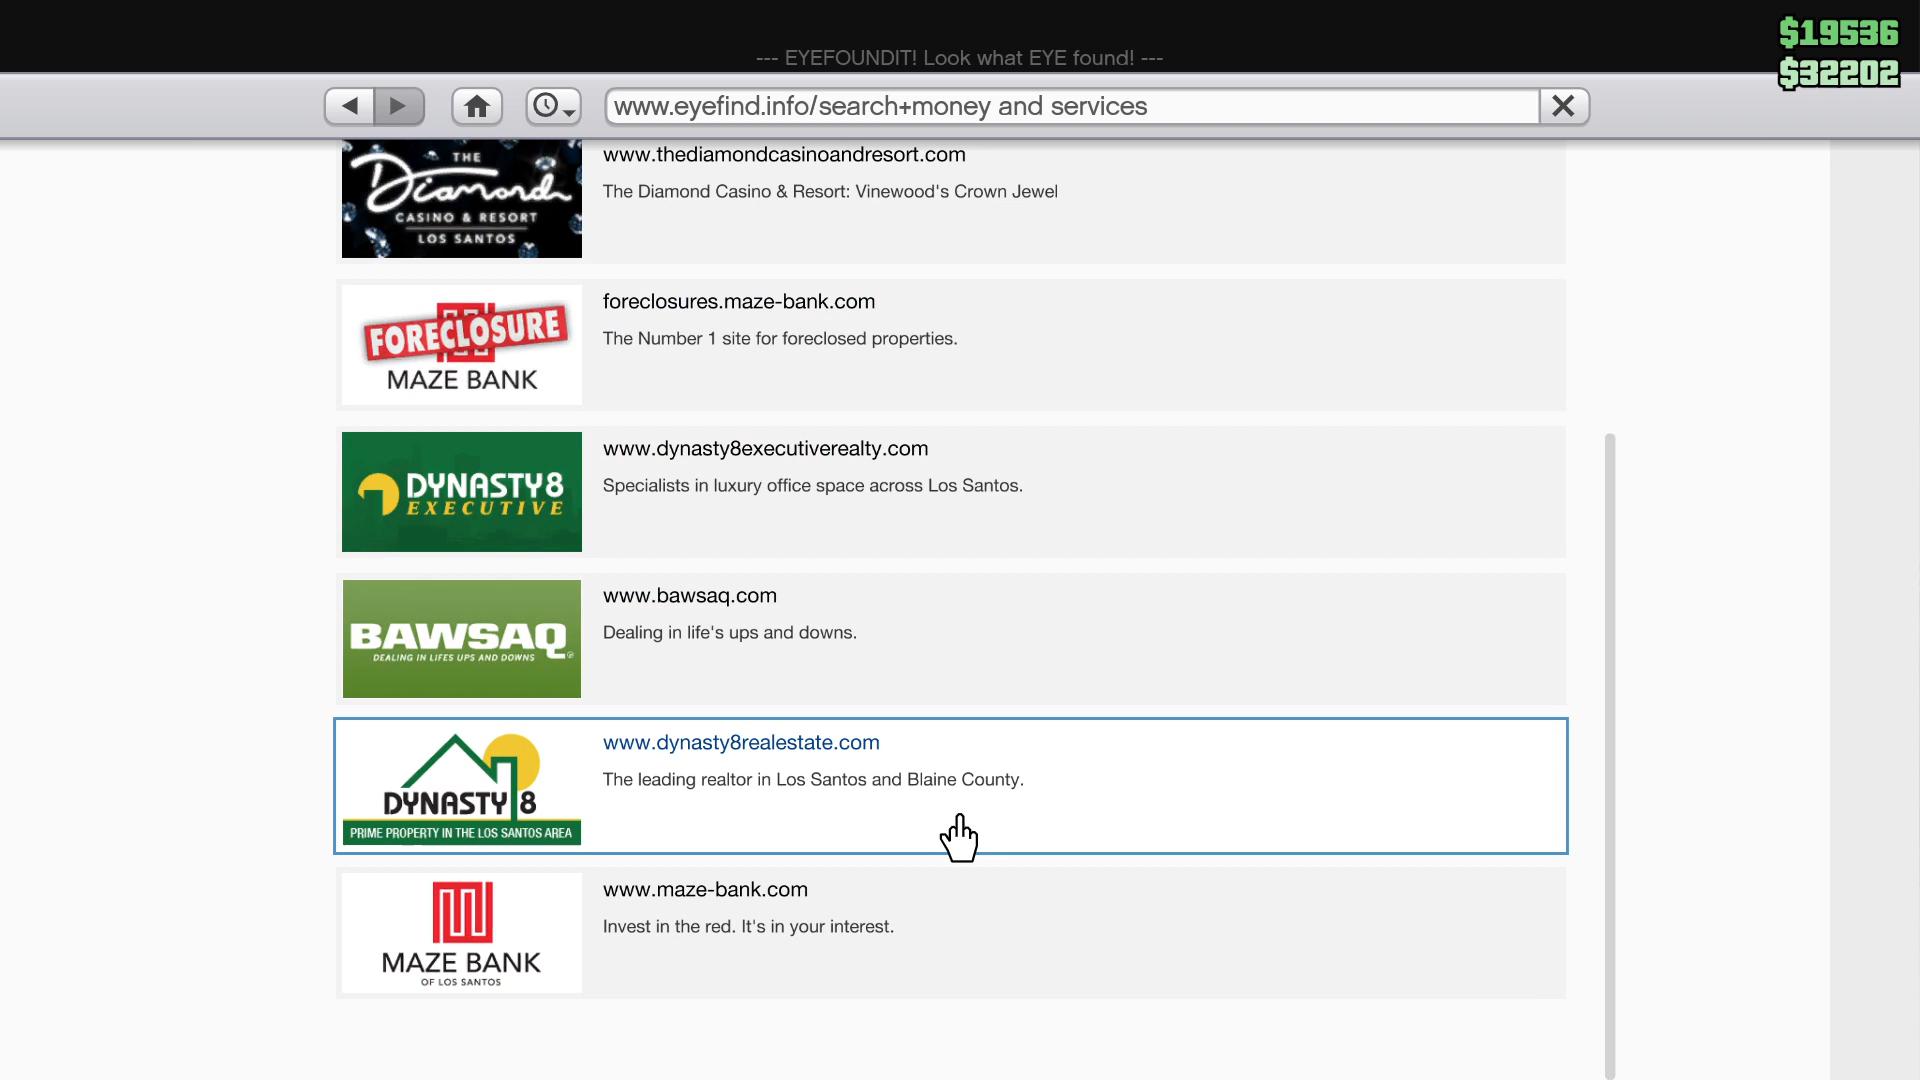 $19536
--- EYEFOUNDIT! Look what EYE found! ---
$32202
www.eyefind.info/search+money and services
THE
Diamond
CASINO & RESORT
LOS SANTOS
www.thediamondcasinoandresort.com
The Diamond Casino & Resort: Vinewood's Crown Jewel
FORECLOSURE
MAZE BANK
foreclosures.maze-bank.com
The Number 1 site for foreclosed properties.
DYNASTY8
EXECUTIVE
www.dynasty8executiverealty.com
Specialists in luxury office space across Los Santos.
BAWSAQ
DEALING IN LIFES UPS AND DOWNS
www.bawsaq.com
Dealing in life's ups and downs.
DYNASTY 8
PRIME PROPERTY IN THE LOS SANTOS AREA
www.dynasty8realestate.com
The leading realtor in Los Santos and Blaine County.
MAZE BANK
OF LOS SANTOS
www.maze-bank.com
Invest in the red. It's in your interest.